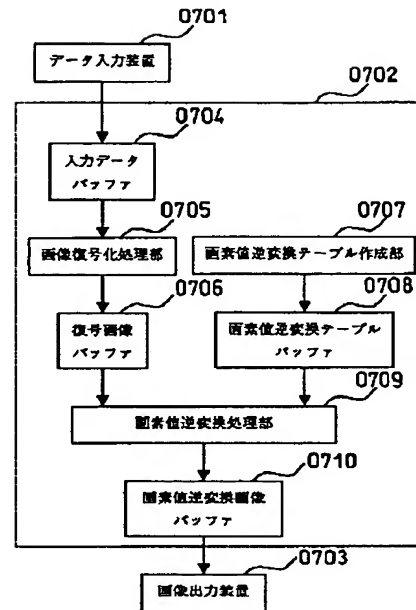 0701
データ入力装置
0702
0704
入力データ
バッファ
0705
0707
画像復号化処理部
画素値逆変換テーブル作成部
0706
0708
復号画像
バッファ
画素値逆変換テーブル
バッファ
0709
画素値逆変換処理部
0710
画素値逆変換画像
バッファ
0703
画像出力装置